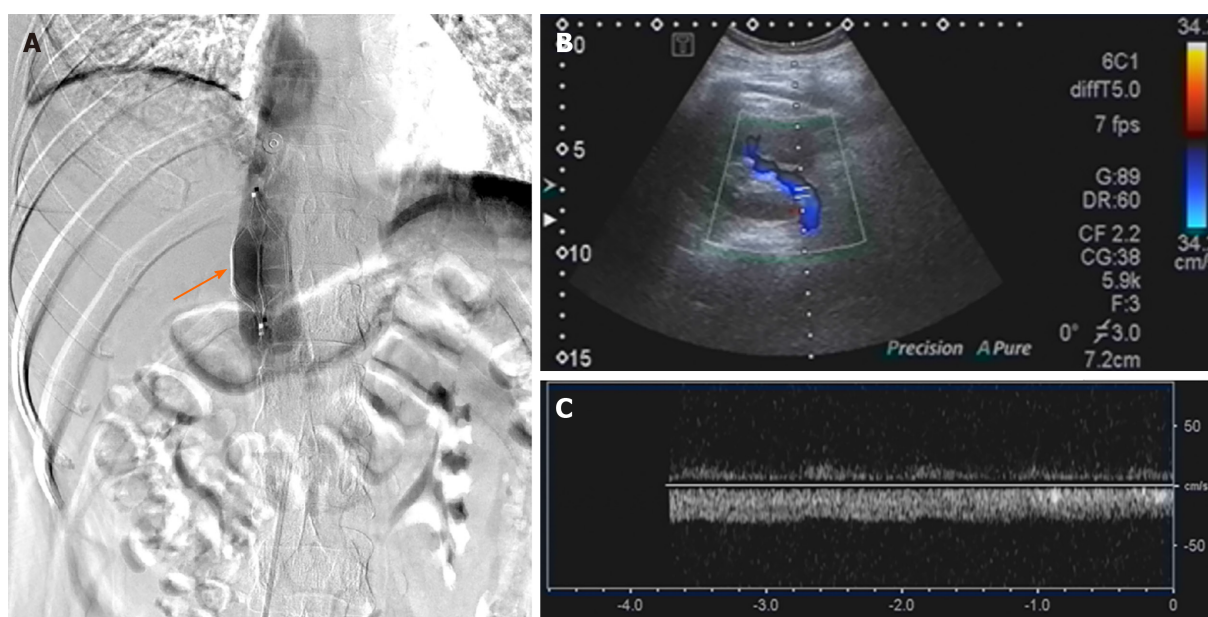 A
B
0
5
10
15
34.
6C1
diffT5.0
7 fps
G:89
DR:60
CF 2.2
CG:38
5.9k
F:3
0° 3.0
7.2cm
34.
cm/
Precision A Pure
C
50
cm/s
-50
-4.0
-3.0
-2.0
-1.0
0